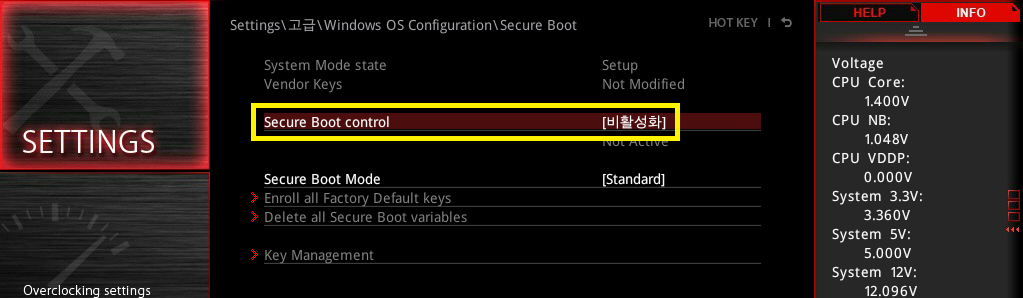 SETTINGS
Overclocking settings
Settings\고급\Windows OS Configuration\Secure Boot
HOT KEY |
System Mode state Setup
Vendor Keys Not Modified
Secure Boot control [비활성화]
Not Active
Secure Boot Mode [Standard]
Enroll all Factory Default keys
Delete all Secure Boot variables
Key Management
HELP INFO
Voltage
CPU Core:
1.400V
CPU NB:
1.048V
CPU VDDP:
0.000V
System 3.3V:
3.360V
System 5V:
5.000V
System 12V:
12.096V